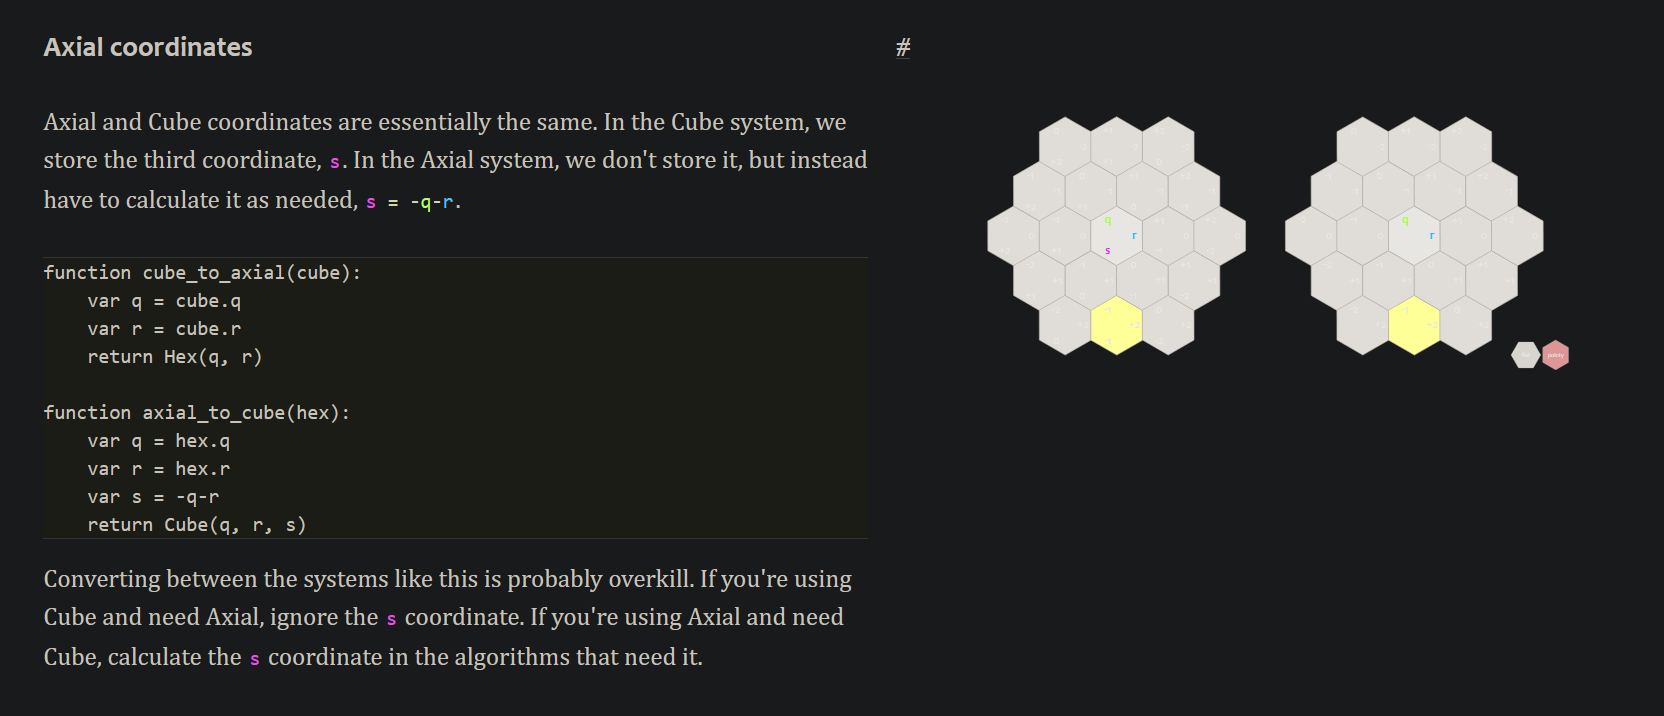 Axial coordinates
#
Axial and Cube coordinates are essentially the same. In the Cube system, we
store the third coordinate, s. In the Axial system, we don't store it, but instead
have to calculate it as needed, s = -q-r.
function cube_to_axial(cube):
    var q = cube.q
    var r = cube.r
    return Hex(q, r)
function axial_to_cube(hex):
    var q = hex.q
    var r = hex.r
    var s = -q-r
    return Cube(q, r, s)
Converting between the systems like this is probably overkill. If you're using
Cube and need Axial, ignore the s coordinate. If you're using Axial and need
Cube, calculate the s coordinate in the algorithms that need it.
q
r
s
q
r
pointy